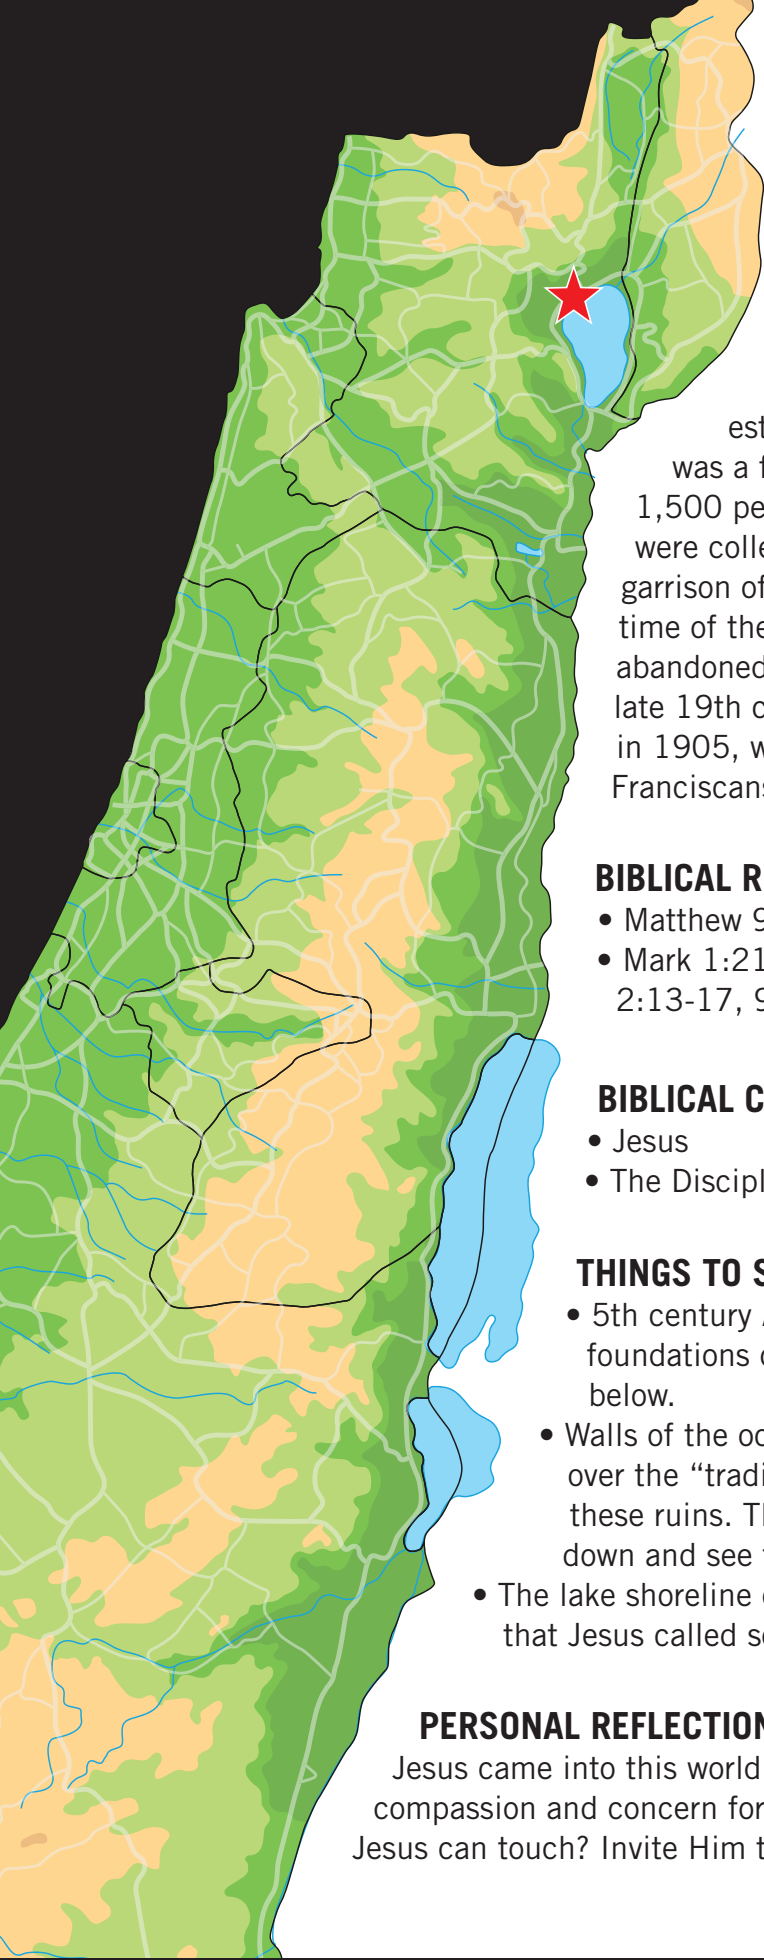 est
was a f
1,500 pe
were colle
garrison of
time of the
abandoned
late 19th c
in 1905, w
Franciscans
BIBLICAL R
• Matthew 9
• Mark 1:21
2:13-17, 9
BIBLICAL C
• Jesus
• The Discipl
THINGS TO S
• 5th century
foundations o
below.
• Walls of the oc
over the “tradi
these ruins. Th
down and see
• The lake shoreline
that Jesus called so
PERSONAL REFLECTION
Jesus came into this world
compassion and concern for
Jesus can touch? Invite Him t